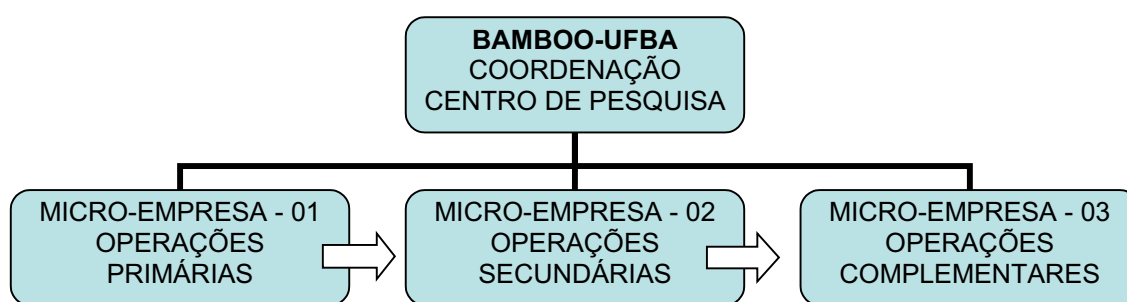 BAMBOO-UFBA
COORDENAÇÃO
CENTRO DE PESQUISA
MICRO-EMPRESA - 01
OPERAÇÕES
PRIMÁRIAS
MICRO-EMPRESA - 02
OPERAÇÕES
SECUNDÁRIAS
MICRO-EMPRESA - 03
OPERAÇÕES
COMPLEMENTARES